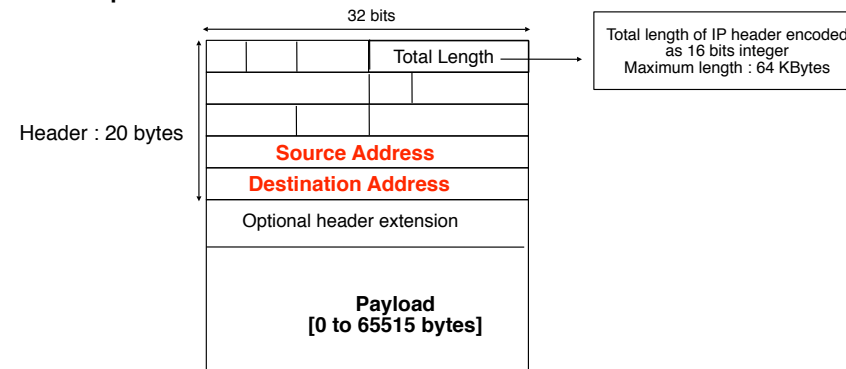 32 bits
Total Length
Total length of IP header encoded
as 16 bits integer
Maximum length : 64 KBytes
Header : 20 bytes
Source Address
Destination Address
Optional header extension
Payload
[0 to 65515 bytes]